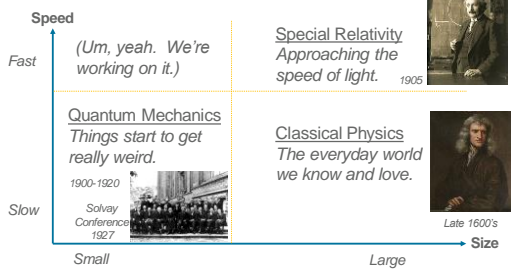 Speed
Fast
(Um, yeah. We're
working on it.)
Special Relativity
Approaching the
speed of light.
1905
Quantum Mechanics
Things start to get
really weird.
1900-1920
Solvay
Conference
1927
Classical Physics
The everyday world
we know and love.
Late 1600's
Slow
Size
Small
Large